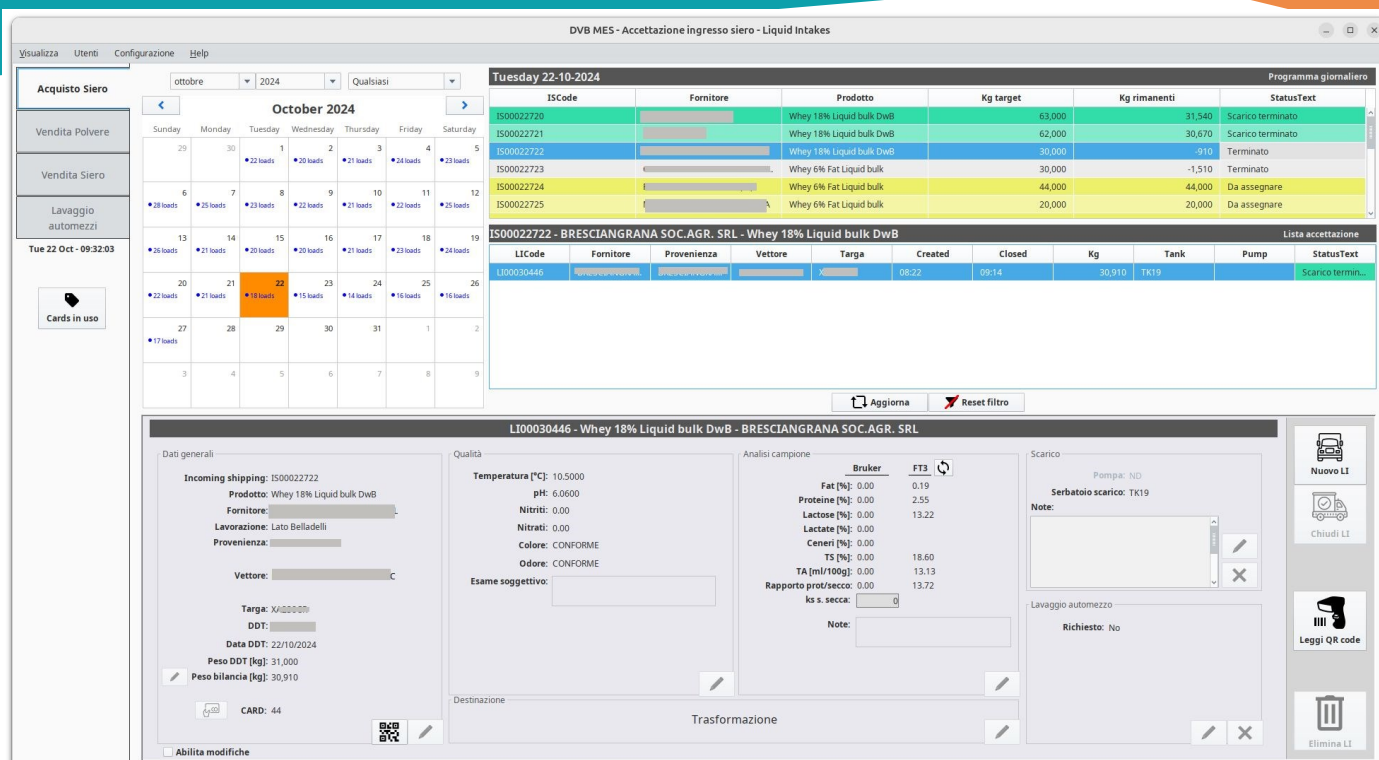 DVB MES - Accettazione ingresso siero - Liquid Intakes
Visualizza Utenti Configurazione Help
Acquisto Siero
Vendita Polvere
Vendita Siero
Lavaggio
automezzi
Tue 22 Oct - 09:32:03
Cards in uso
ottobre 2024 Qualsiasi
October 2024
Sunday Monday Tuesday Wednesday Thursday Friday Saturday
29 30 1 2 3 4 5
22 loads 20 loads 21 loads 24 loads 23 loads
6 7 8 9 10 11 12
28 loads 25 loads 23 loads 22 loads 21 loads 22 loads 25 loads
13 14 15 16 17 18 19
26 loads 21 loads 20 loads 20 loads 21 loads 23 loads 24 loads
20 21 22 23 24 25 26
22 loads 21 loads 18 loads 15 loads 14 loads 16 loads 16 loads
27 28 29 30 31 1 2
17 loads
3 4 5 6 7 8 9
Tuesday 22-10-2024 Programma giornaliero
ISCode Fornitore Prodotto Kg target Kg rimanenti StatusText
IS00022720 Whey 18% Liquid bulk DwB 63,000 31,540 Scarico terminato
IS00022721 Whey 18% Liquid bulk DwB 62,000 30,670 Scarico terminato
IS00022722 Whey 18% Liquid bulk DwB 30,000 -910 Terminato
IS00022723 Whey 6% Fat Liquid bulk 30,000 -1,510 Terminato
IS00022724 Whey 6% Fat Liquid bulk 44,000 44,000 Da assegnare
IS00022725 Whey 6% Fat Liquid bulk 20,000 20,000 Da assegnare
IS00022722 - BRESCIANGRANA SOC.AGR. SRL - Whey 18% Liquid bulk DwB Lista accettazione
LICode Fornitore Provenienza Vettore Targa Created Closed Kg Tank Pump StatusText
LI00030446 08:22 09:14 30,910 TK19 Scarico termin...
Aggiorna Reset filtro
LI00030446 - Whey 18% Liquid bulk DwB - BRESCIANGRANA SOC.AGR. SRL
Dati generali
Incoming shipping: IS00022722
Prodotto: Whey 18% Liquid bulk DwB
Fornitore:
Lavorazione: Lato Belladelli
Provenienza:
Vettore:
Targa:
DDT:
Data DDT: 22/10/2024
Peso DDT [kg]: 31,000
Peso bilancia [kg]: 30,910
CARD: 44
Abilita modifiche
Qualità
Temperatura [°C]: 10.5000
pH: 6.0600
Nitriti: 0.00
Nitrati: 0.00
Colore: CONFORME
Odore: CONFORME
Esame soggettivo:
Analisi campione
Bruker FT3
Fat [%]: 0.00 0.19
Proteine [%]: 0.00 2.55
Lactose [%]: 0.00 13.22
Lactate [%]: 0.00
Ceneri [%]: 0.00
TS [%]: 0.00 18.60
TA [ml/100g]: 0.00 13.13
Rapporto prot/secco: 0.00 13.72
ks s. secca: 0
Note:
Destinazione
Trasformazione
Scarico
Pompa: ND
Serbatoio scarico: TK19
Note:
Lavaggio automezzo
Richiesto: No
Nuovo LI
Chiudi LI
Leggi QR code
Elimina LI